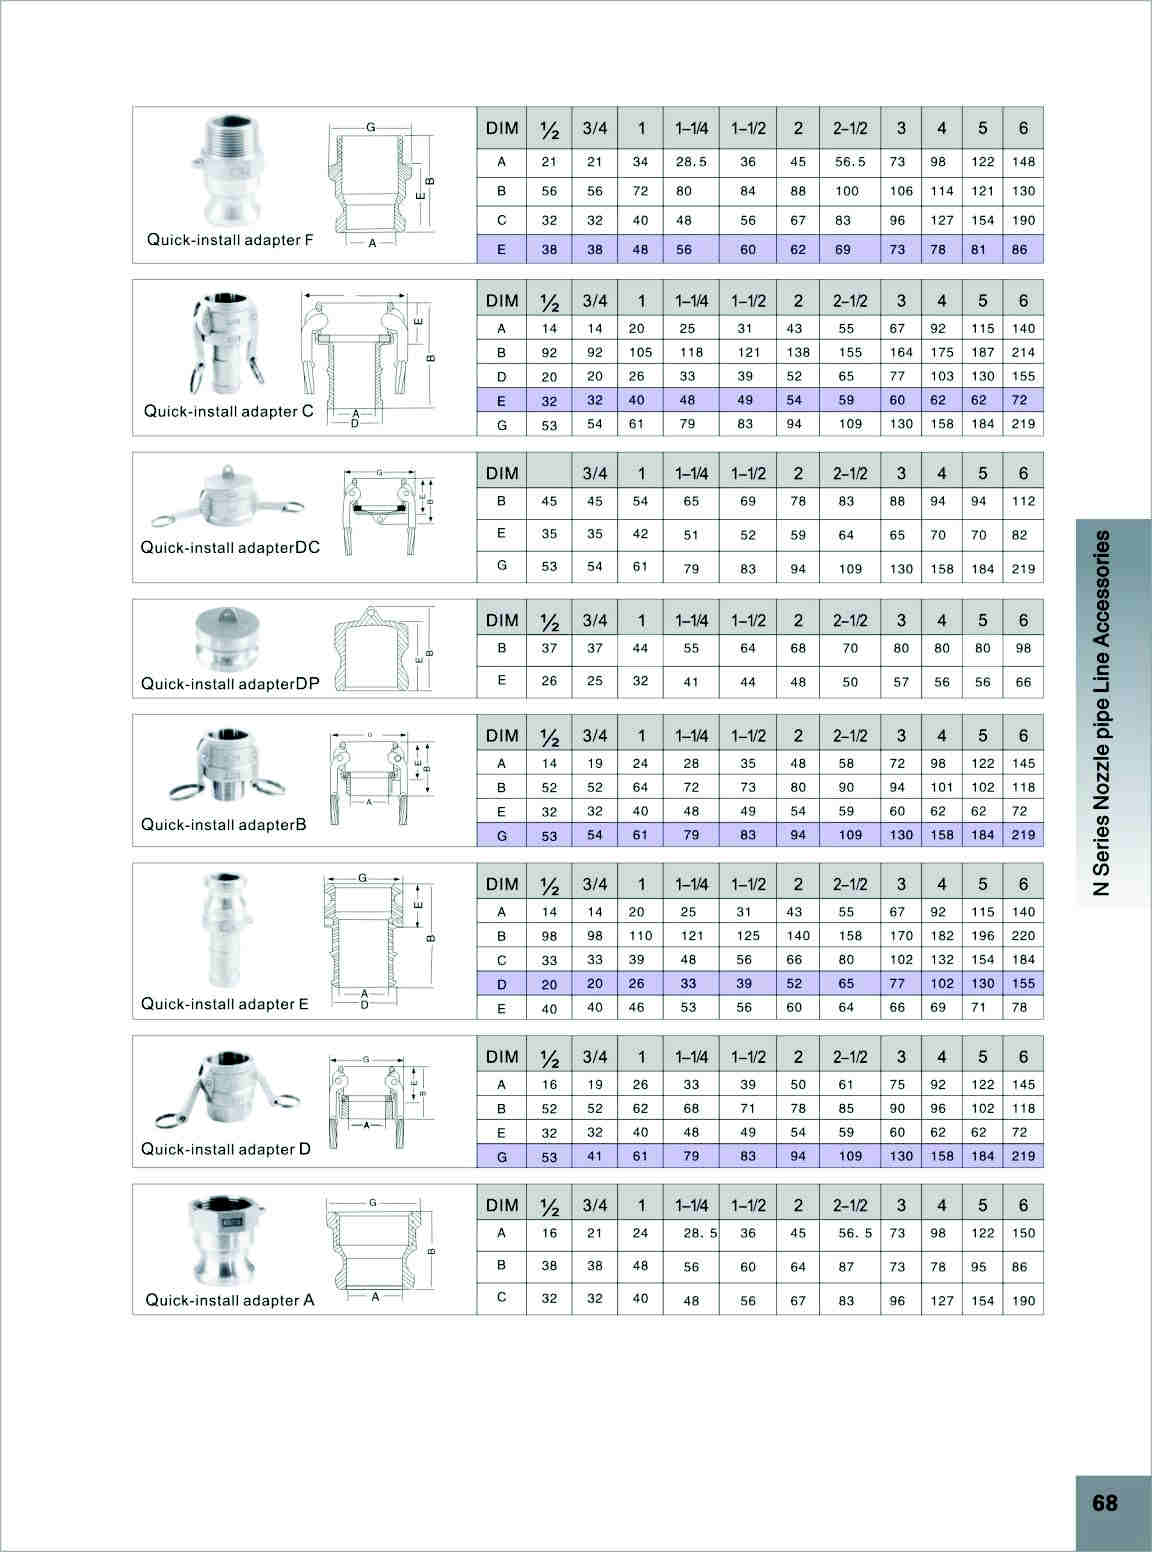 G
B
E
A
Quick-install adapter F
DIM ½ 3/4 1 1–1/4 1–1/2 2 2–1/2 3 4 5 6
A 21 21 34 28.5 36 45 56.5 73 98 122 148
B 56 56 72 80 84 88 100 106 114 121 130
C 32 32 40 48 56 67 83 96 127 154 190
E 38 38 48 56 60 62 69 73 78 81 86
E
B
A
D
Quick-install adapter C
DIM ½ 3/4 1 1–1/4 1–1/2 2 2–1/2 3 4 5 6
A 14 14 20 25 31 43 55 67 92 115 140
B 92 92 105 118 121 138 155 164 175 187 214
D 20 20 26 33 39 52 65 77 103 130 155
E 32 32 40 48 49 54 59 60 62 62 72
G 53 54 61 79 83 94 109 130 158 184 219
G
E
B
Quick-install adapterDC
DIM 3/4 1 1–1/4 1–1/2 2 2–1/2 3 4 5 6
B 45 45 54 65 69 78 83 88 94 94 112
E 35 35 42 51 52 59 64 65 70 70 82
G 53 54 61 79 83 94 109 130 158 184 219
E
B
Quick-install adapterDP
DIM ½ 3/4 1 1–1/4 1–1/2 2 2–1/2 3 4 5 6
B 37 37 44 55 64 68 70 80 80 80 98
E 26 25 32 41 44 48 50 57 56 56 66
E
B
A
Quick-install adapterB
DIM ½ 3/4 1 1–1/4 1–1/2 2 2–1/2 3 4 5 6
A 14 19 24 28 35 48 58 72 98 122 145
B 52 52 64 72 73 80 90 94 101 102 118
E 32 32 40 48 49 54 59 60 62 62 72
G 53 54 61 79 83 94 109 130 158 184 219
G
E
B
A
D
Quick-install adapter E
DIM ½ 3/4 1 1–1/4 1–1/2 2 2–1/2 3 4 5 6
A 14 14 20 25 31 43 55 67 92 115 140
B 98 98 110 121 125 140 158 170 182 196 220
C 33 33 39 48 56 66 80 102 132 154 184
D 20 20 26 33 39 52 65 77 102 130 155
E 40 40 46 53 56 60 64 66 69 71 78
G
E
B
A
Quick-install adapter D
DIM ½ 3/4 1 1–1/4 1–1/2 2 2–1/2 3 4 5 6
A 16 19 26 33 39 50 61 75 92 122 145
B 52 52 62 68 71 78 85 90 96 102 118
E 32 32 40 48 49 54 59 60 62 62 72
G 53 41 61 79 83 94 109 130 158 184 219
G
B
A
Quick-install adapter A
DIM ½ 3/4 1 1–1/4 1–1/2 2 2–1/2 3 4 5 6
A 16 21 24 28. 5 36 45 56. 5 73 98 122 150
B 38 38 48 56 60 64 87 73 78 95 86
C 32 32 40 48 56 67 83 96 127 154 190
N Series Nozzle pipe Line Accessories
68